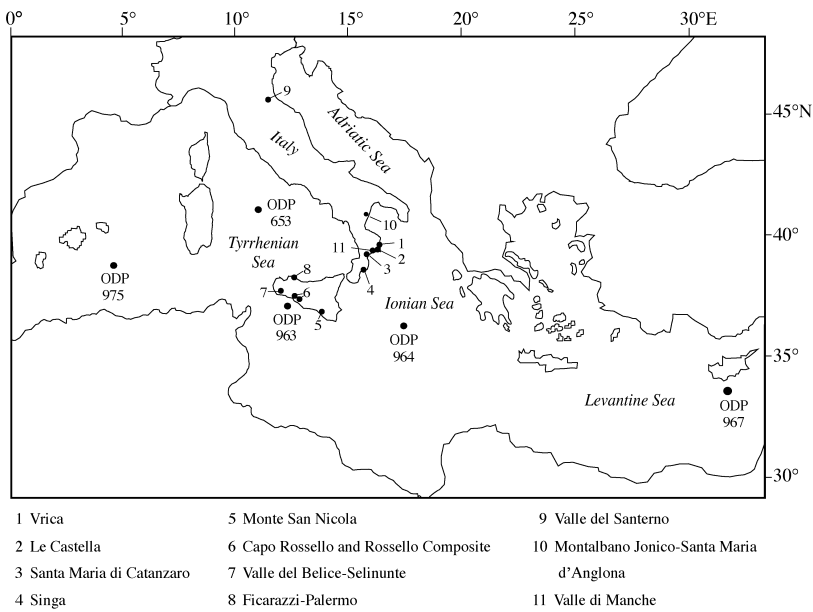 0° 5° 10° 15° 20° 25° 30°E
9
45°N
Adriatic Sea
Italy
ODP
653
10
40°
Tyrrhenian
Sea
11
1
2
3
8
4
ODP
975
7
6
Ionian Sea
ODP
963
5
ODP
964
35°
Levantine Sea
ODP
967
30°
1 Vrica
2 Le Castella
3 Santa Maria di Catanzaro
4 Singa
5 Monte San Nicola
6 Capo Rossello and Rossello Composite
7 Valle del Belice-Selinunte
8 Ficarazzi-Palermo
9 Valle del Santerno
10 Montalbano Jonico-Santa Maria
d'Anglona
11 Valle di Manche